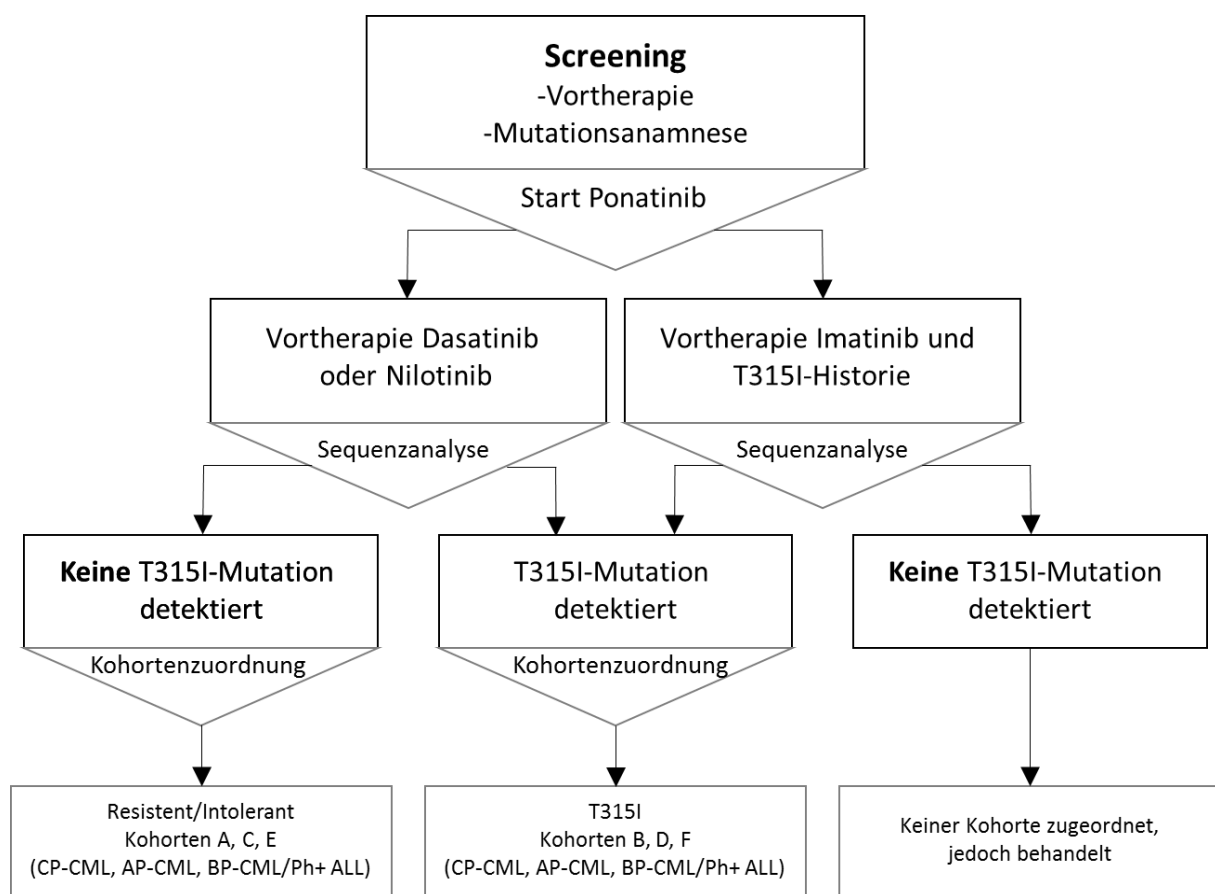 Screening
-Vortherapie
-Mutationsanamnese
Start Ponatinib
Vortherapie Dasatinib
oder Nilotinib
Vortherapie Imatinib und
T315I-Historie
Sequenzanalyse
Sequenzanalyse
Keine T315I-Mutation
detektiert
T315I-Mutation
detektiert
Keine T315I-Mutation
detektiert
Kohortenzuordnung
Kohortenzuordnung
Resistent/Intolerant
Kohorten A, C, E
(CP-CML, AP-CML, BP-CML/Ph+ ALL)
T315I
Kohorten B, D, F
(CP-CML, AP-CML, BP-CML/Ph+ ALL)
Keiner Kohorte zugeordnet,
jedoch behandelt